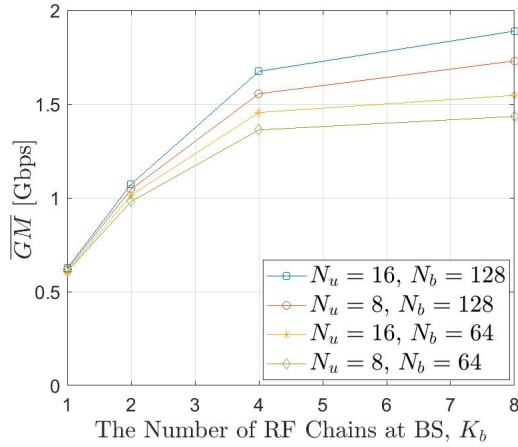 2
1.5
1
0.5
0
$\overline{GM}$ [Gbps]
$N_u = 16, N_b = 128$
$N_u = 8, N_b = 128$
$N_u = 16, N_b = 64$
$N_u = 8, N_b = 64$
1 2 3 4 5 6 7 8
The Number of RF Chains at BS, $K_b$